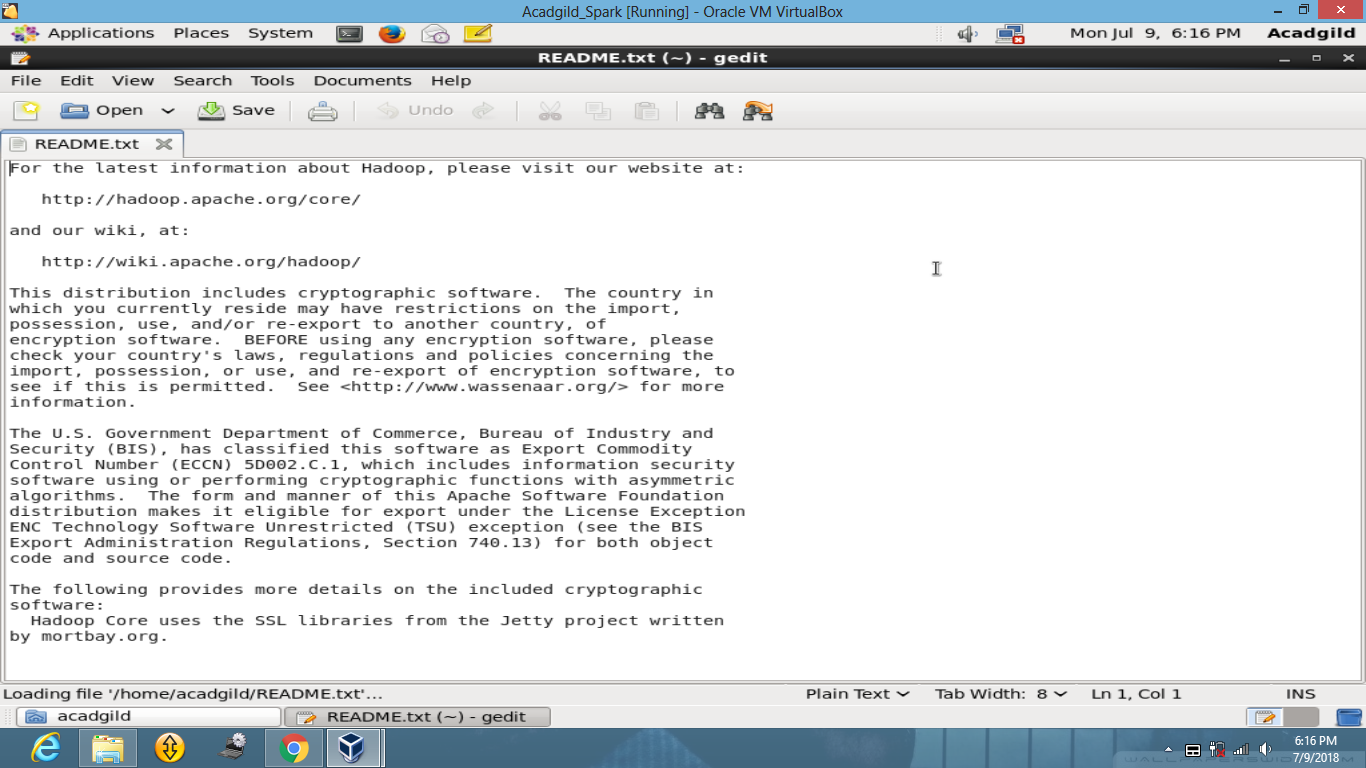 Acadgild_Spark [Running] - Oracle VM VirtualBox
Applications Places System Mon Jul 9, 6:16 PM Acadgild
README.txt (~) - gedit
File Edit View Search Tools Documents Help
Open Save Undo
README.txt
For the latest information about Hadoop, please visit our website at:
http://hadoop.apache.org/core/
and our wiki, at:
http://wiki.apache.org/hadoop/
This distribution includes cryptographic software.  The country in
which you currently reside may have restrictions on the import,
possession, use, and/or re-export to another country, of
encryption software.  BEFORE using any encryption software, please
check your country's laws, regulations and policies concerning the
import, possession, or use, and re-export of encryption software, to
see if this is permitted.  See <http://www.wassenaar.org/> for more
information.
The U.S. Government Department of Commerce, Bureau of Industry and
Security (BIS), has classified this software as Export Commodity
Control Number (ECCN) 5D002.C.1, which includes information security
software using or performing cryptographic functions with asymmetric
algorithms.  The form and manner of this Apache Software Foundation
distribution makes it eligible for export under the License Exception
ENC Technology Software Unrestricted (TSU) exception (see the BIS
Export Administration Regulations, Section 740.13) for both object
code and source code.
The following provides more details on the included cryptographic
software:
Hadoop Core uses the SSL libraries from the Jetty project written
by mortbay.org.
Loading file '/home/acadgild/README.txt'... Plain Text Tab Width: 8 Ln 1, Col 1 INS
acadgild README.txt (~) - gedit
6:16 PM
7/9/2018